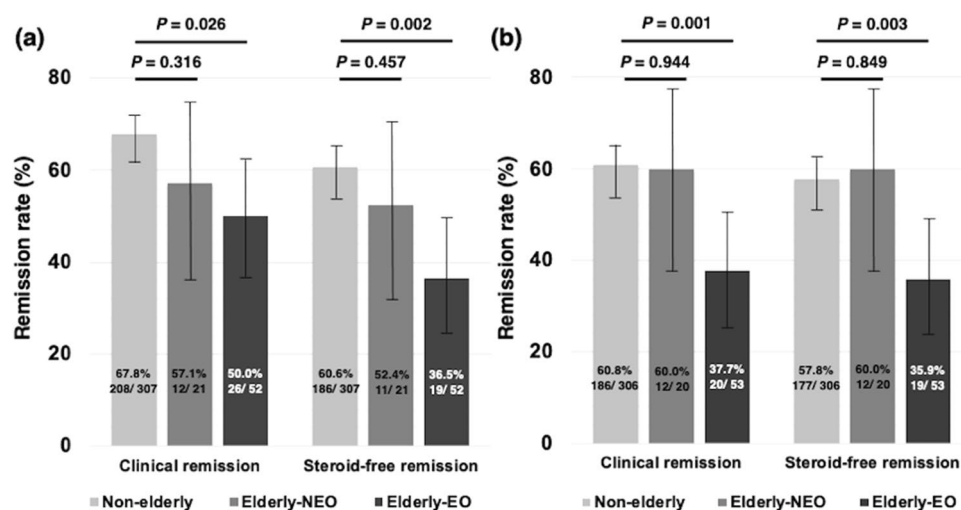 (a)
P = 0.026
P = 0.002
P = 0.316
P = 0.457
80
60
40
20
0
Remission rate (%)
67.8%
208/ 307
57.1%
12/ 21
50.0%
26/ 52
60.6%
186/ 307
52.4%
11/ 21
36.5%
19/ 52
Clinical remission
Steroid-free remission
Non-elderly
Elderly-NEO
Elderly-EO
(b)
P = 0.001
P = 0.003
P = 0.944
P = 0.849
80
60
40
20
0
Remission rate (%)
60.8%
186/ 306
60.0%
12/ 20
37.7%
20/ 53
57.8%
177/ 306
60.0%
12/ 20
35.9%
19/ 53
Clinical remission
Steroid-free remission
Non-elderly
Elderly-NEO
Elderly-EO